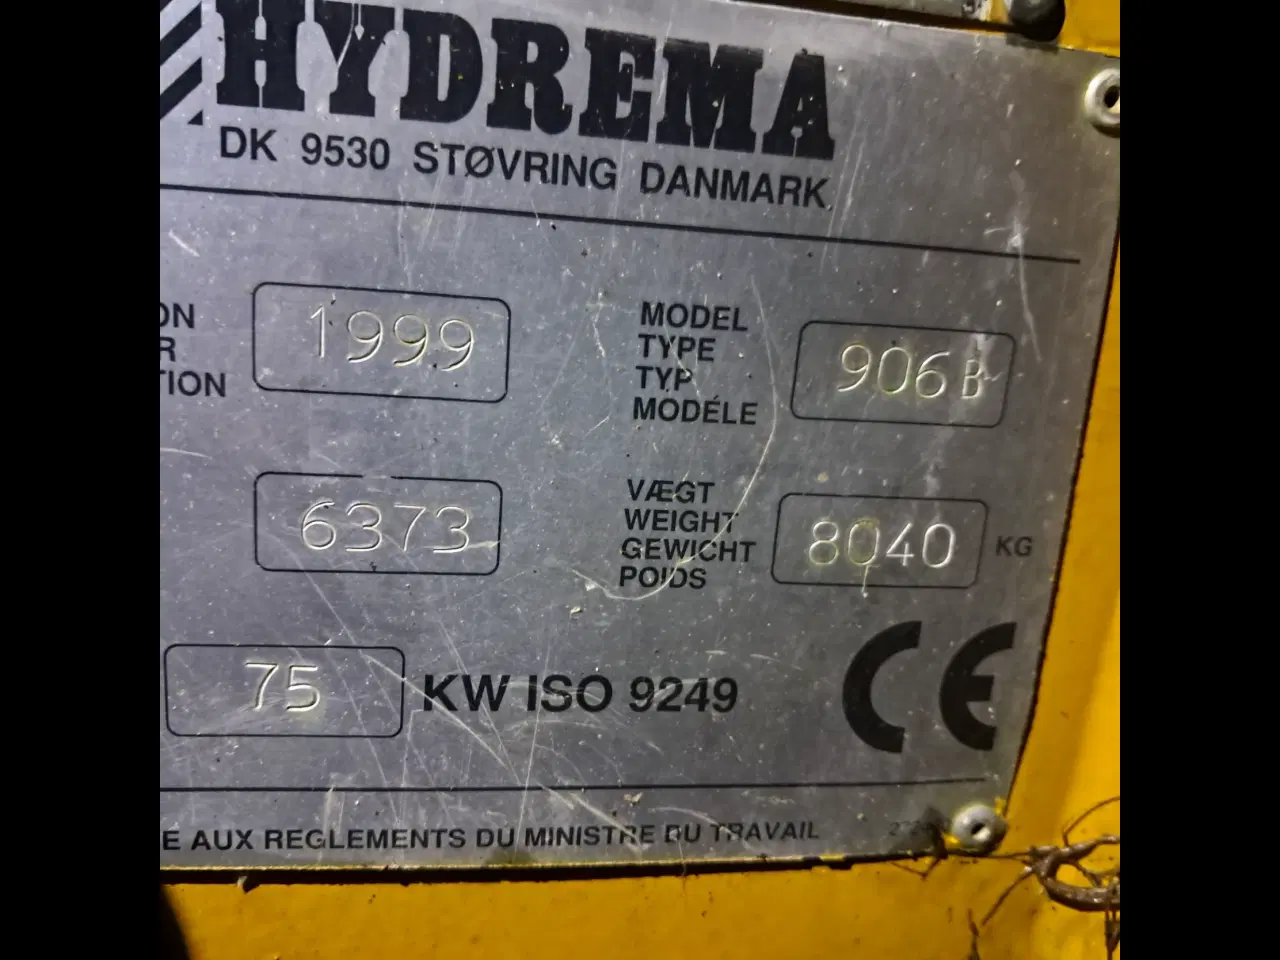 HYDREMA
DK 9530 STØVRING DANMARK
ON
R
TION
1999
MODEL
TYPE
TYP
MODÉLE
906 B
6373
VÆGT
WEIGHT
GEWICHT
POIDS
8040 KG
75 KW ISO 9249
CE
E AUX REGLEMENTS DU MINISTRE DU TRAVAIL